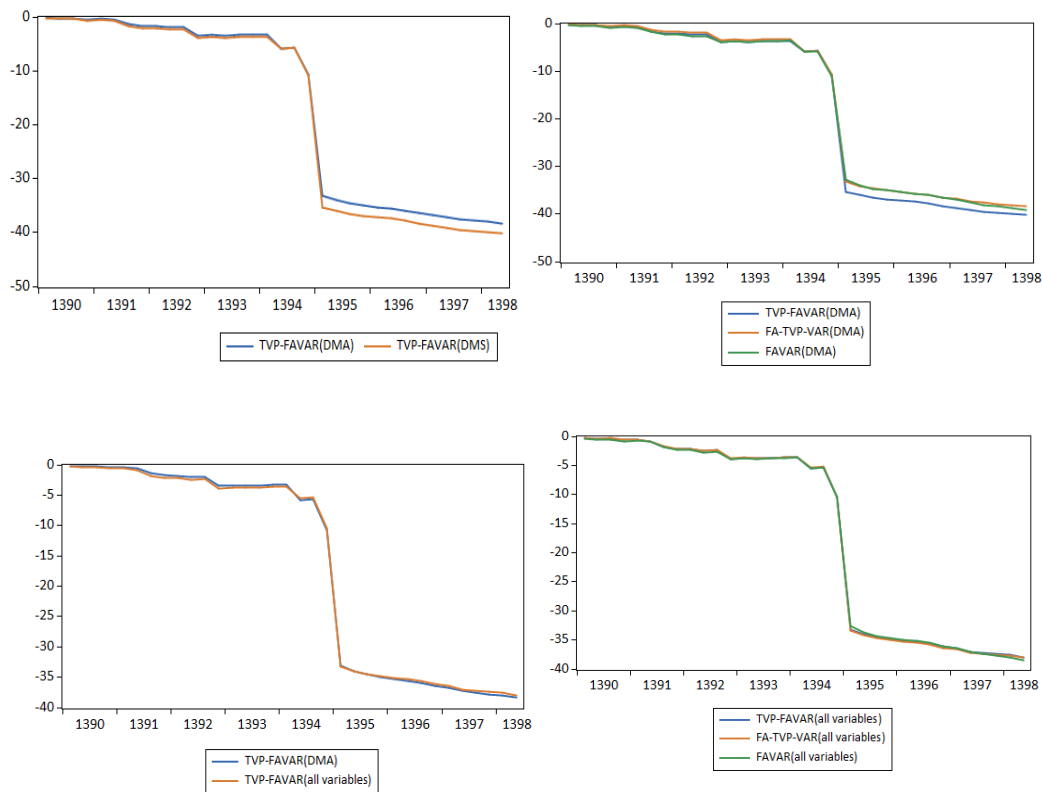 0
-10
-20
-30
-40
-50
1390 1391 1392 1393 1394 1395 1396 1397 1398
TVP-FAVAR(DMA) TVP-FAVAR(DMS)
0
-10
-20
-30
-40
-50
1390 1391 1392 1393 1394 1395 1396 1397 1398
TVP-FAVAR(DMA)
FA-TVP-VAR(DMA)
FAVAR(DMA)
0
-5
-10
-15
-20
-25
-30
-35
-40
1390 1391 1392 1393 1394 1395 1396 1397 1398
TVP-FAVAR(DMA)
TVP-FAVAR(all variables)
0
-5
-10
-15
-20
-25
-30
-35
-40
1390 1391 1392 1393 1394 1395 1396 1397 1398
TVP-FAVAR(all variables)
FA-TVP-VAR(all variables)
FAVAR(all variables)